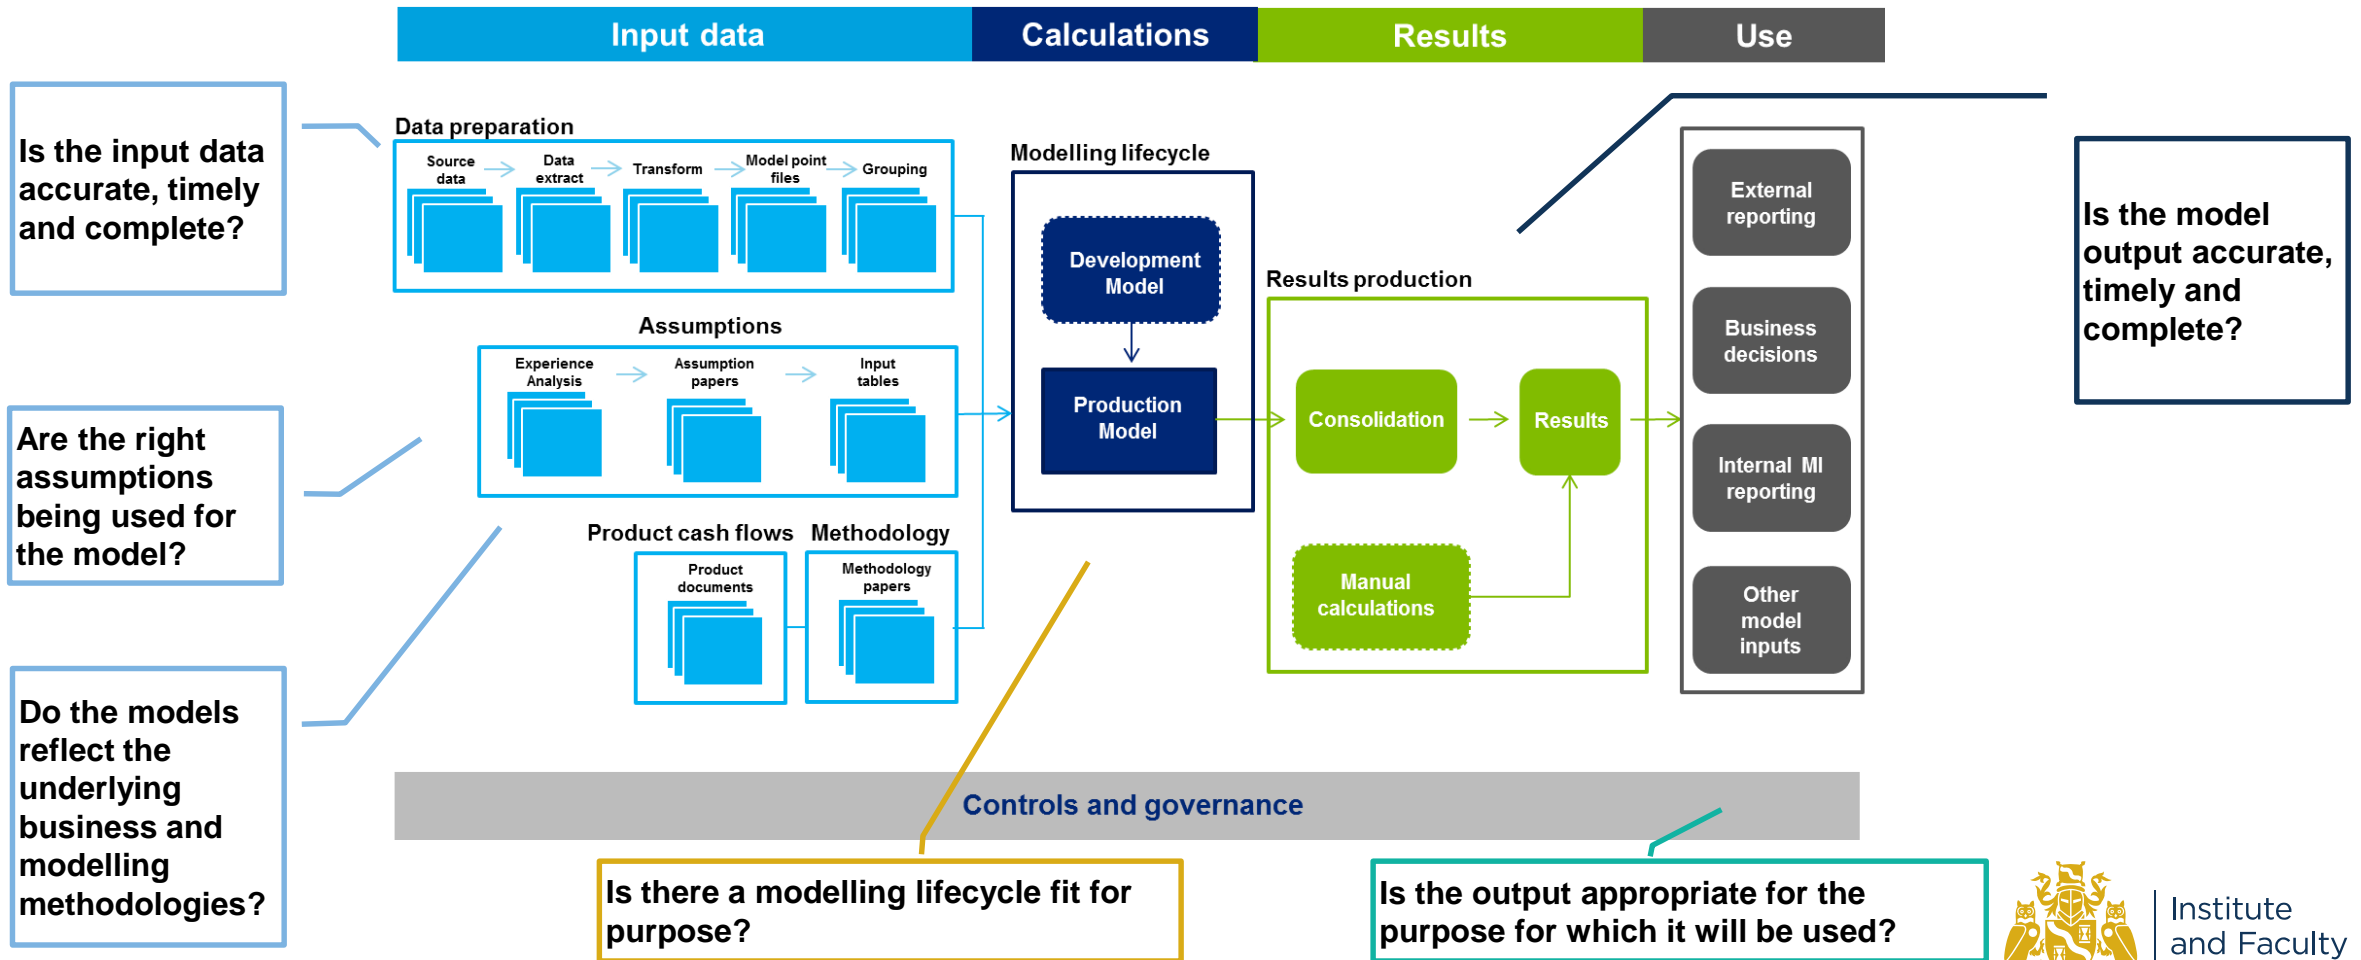 Input data
Calculations
Results
Use
Is the input data
accurate, timely
and complete?
Are the right
assumptions
being used for
the model?
Do the models
reflect the
underlying
business and
modelling
methodologies?
Data preparation
Source
data
Data
extract
Transform
Model point
files
Grouping
Assumptions
Experience
Analysis
Assumption
papers
Input
tables
Product cash flows
Product
documents
Methodology
Methodology
papers
Modelling lifecycle
Development
Model
Production
Model
Results production
Consolidation
Results
Manual
calculations
External
reporting
Business
decisions
Internal MI
reporting
Other
model
inputs
Is the model
output accurate,
timely and
complete?
Controls and governance
Is there a modelling lifecycle fit for
purpose?
Is the output appropriate for the
purpose for which it will be used?
Institute
and Faculty